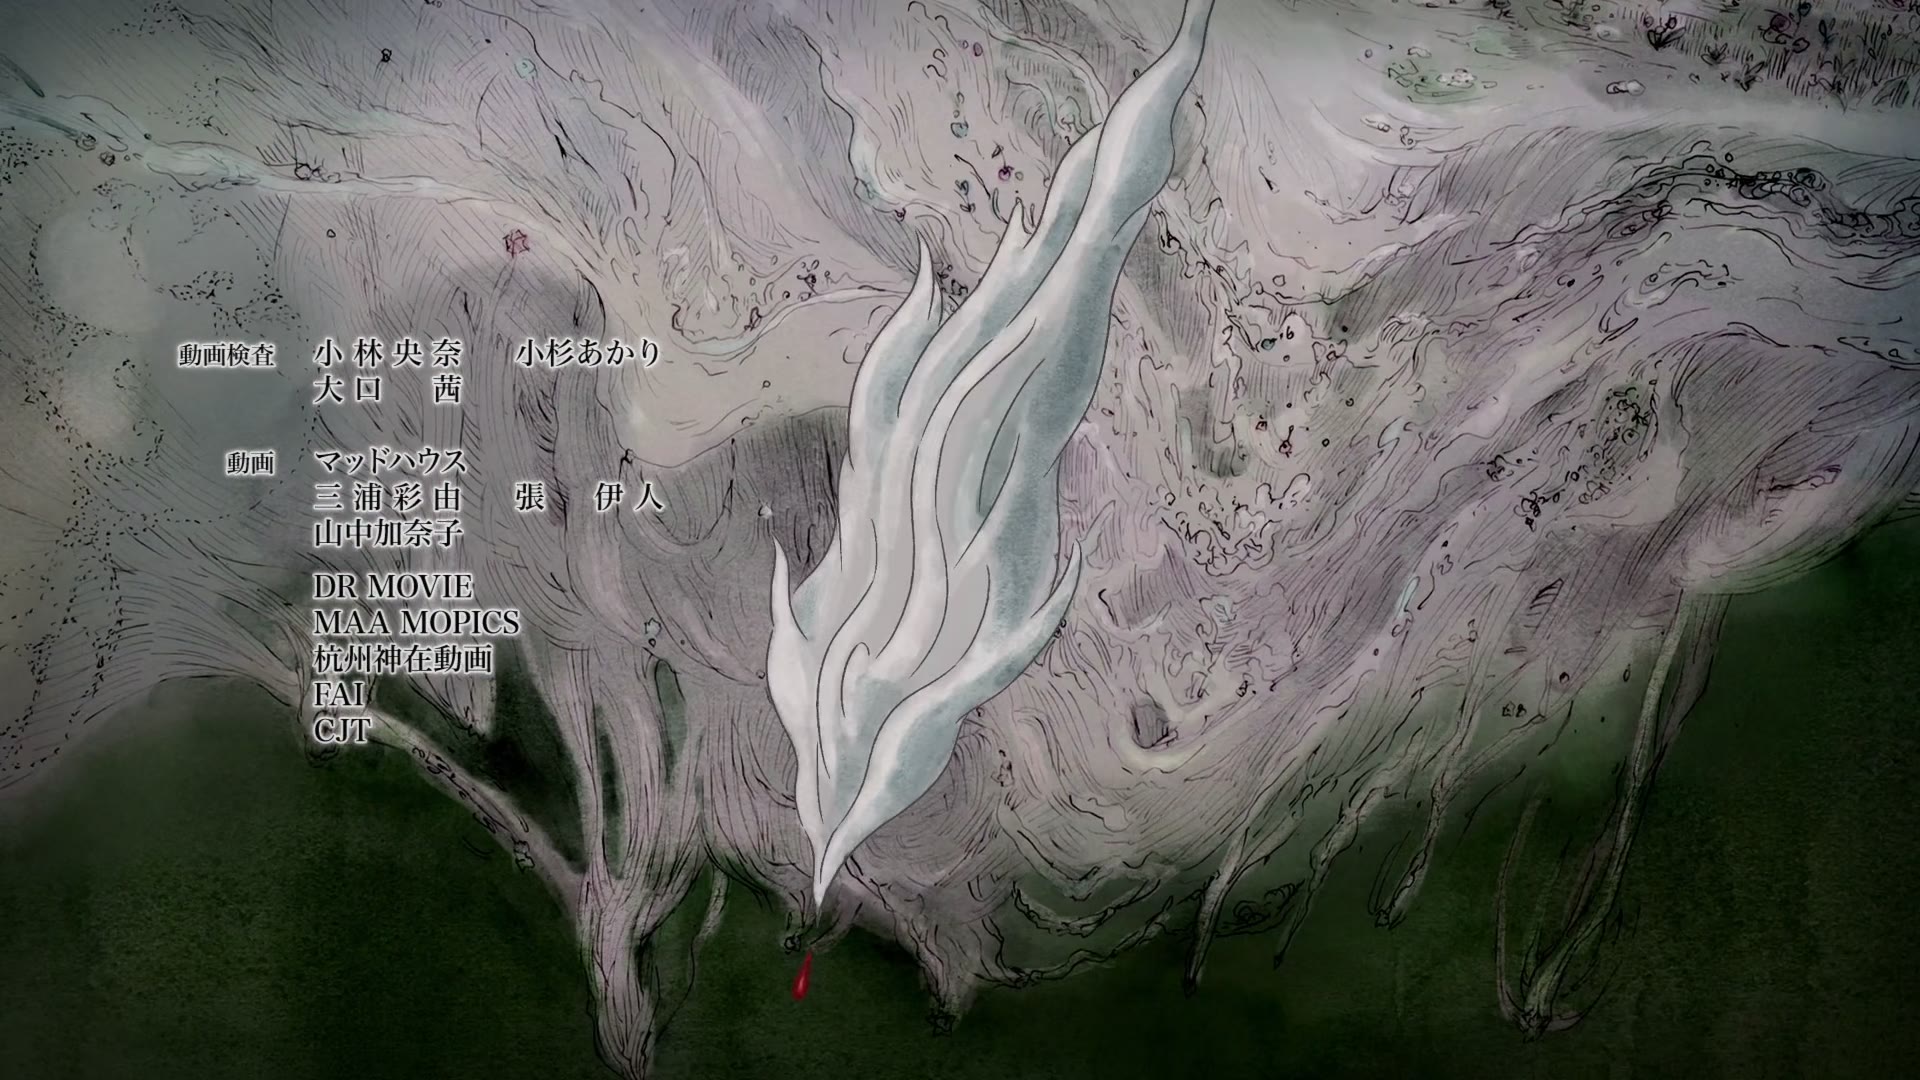 動画検査 小林央奈 小杉あかり
大口 茜
動画 マッドハウス
三浦彩由 張 伊人
山中加奈子
DR MOVIE
MAA MOPICS
杭州神在動画
FAI
CJT